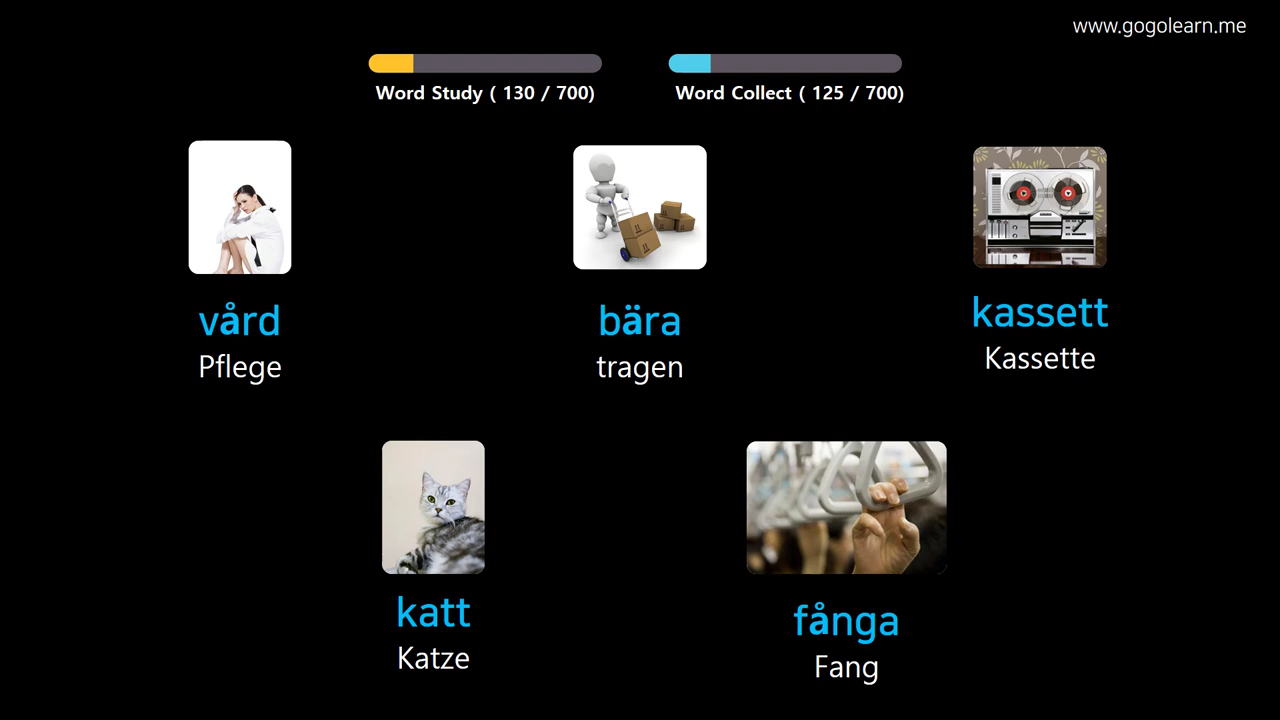 www.gogolearn.me
Word Study ( 130 / 700)
Word Collect ( 125 / 700)
vård
Pflege
bära
tragen
kassett
Kassette
katt
Katze
fånga
Fang